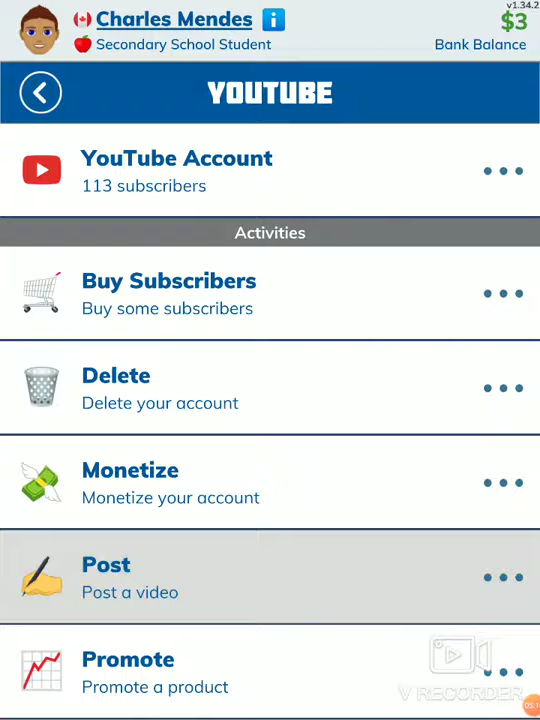 v1.34.2
Charles Mendes
$3
Secondary School Student
Bank Balance
YOUTUBE
YouTube Account
113 subscribers
Activities
Buy Subscribers
Buy some subscribers
Delete
Delete your account
Monetize
Monetize your account
Post
Post a video
Promote
Promote a product
V RECORDER